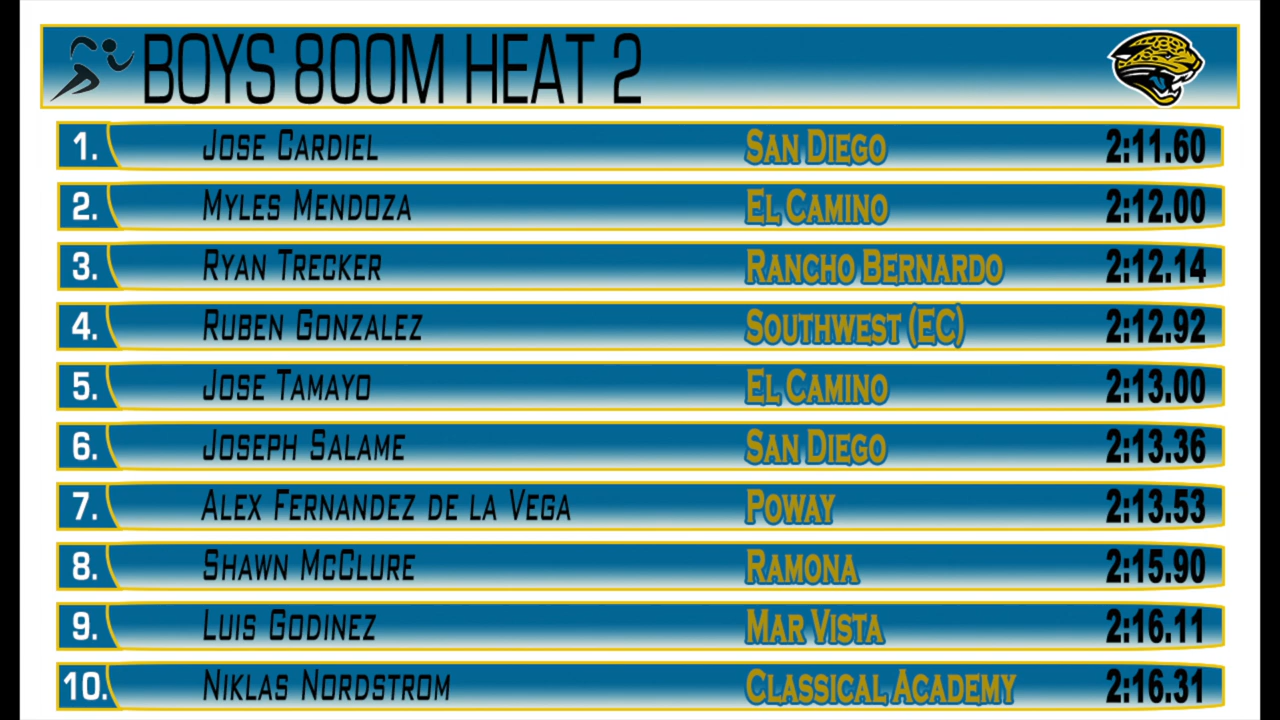 BOYS 800M HEAT 2
1. JOSE CARDIEL SAN DIEGO 2:11.60
2. MYLES MENDOZA EL CAMINO 2:12.00
3. RYAN TRECKER RANCHO BERNARDO 2:12.14
4. RUBEN GONZALEZ SOUTHWEST (EC) 2:12.92
5. JOSE TAMAYO EL CAMINO 2:13.00
6. JOSEPH SALAME SAN DIEGO 2:13.36
7. ALEX FERNANDEZ DE LA VEGA POWAY 2:13.53
8. SHAWN MCCLURE RAMONA 2:15.90
9. LUIS GODINEZ MAR VISTA 2:16.11
10. NIKLAS NORDSTROM CLASSICAL ACADEMY 2:16.31